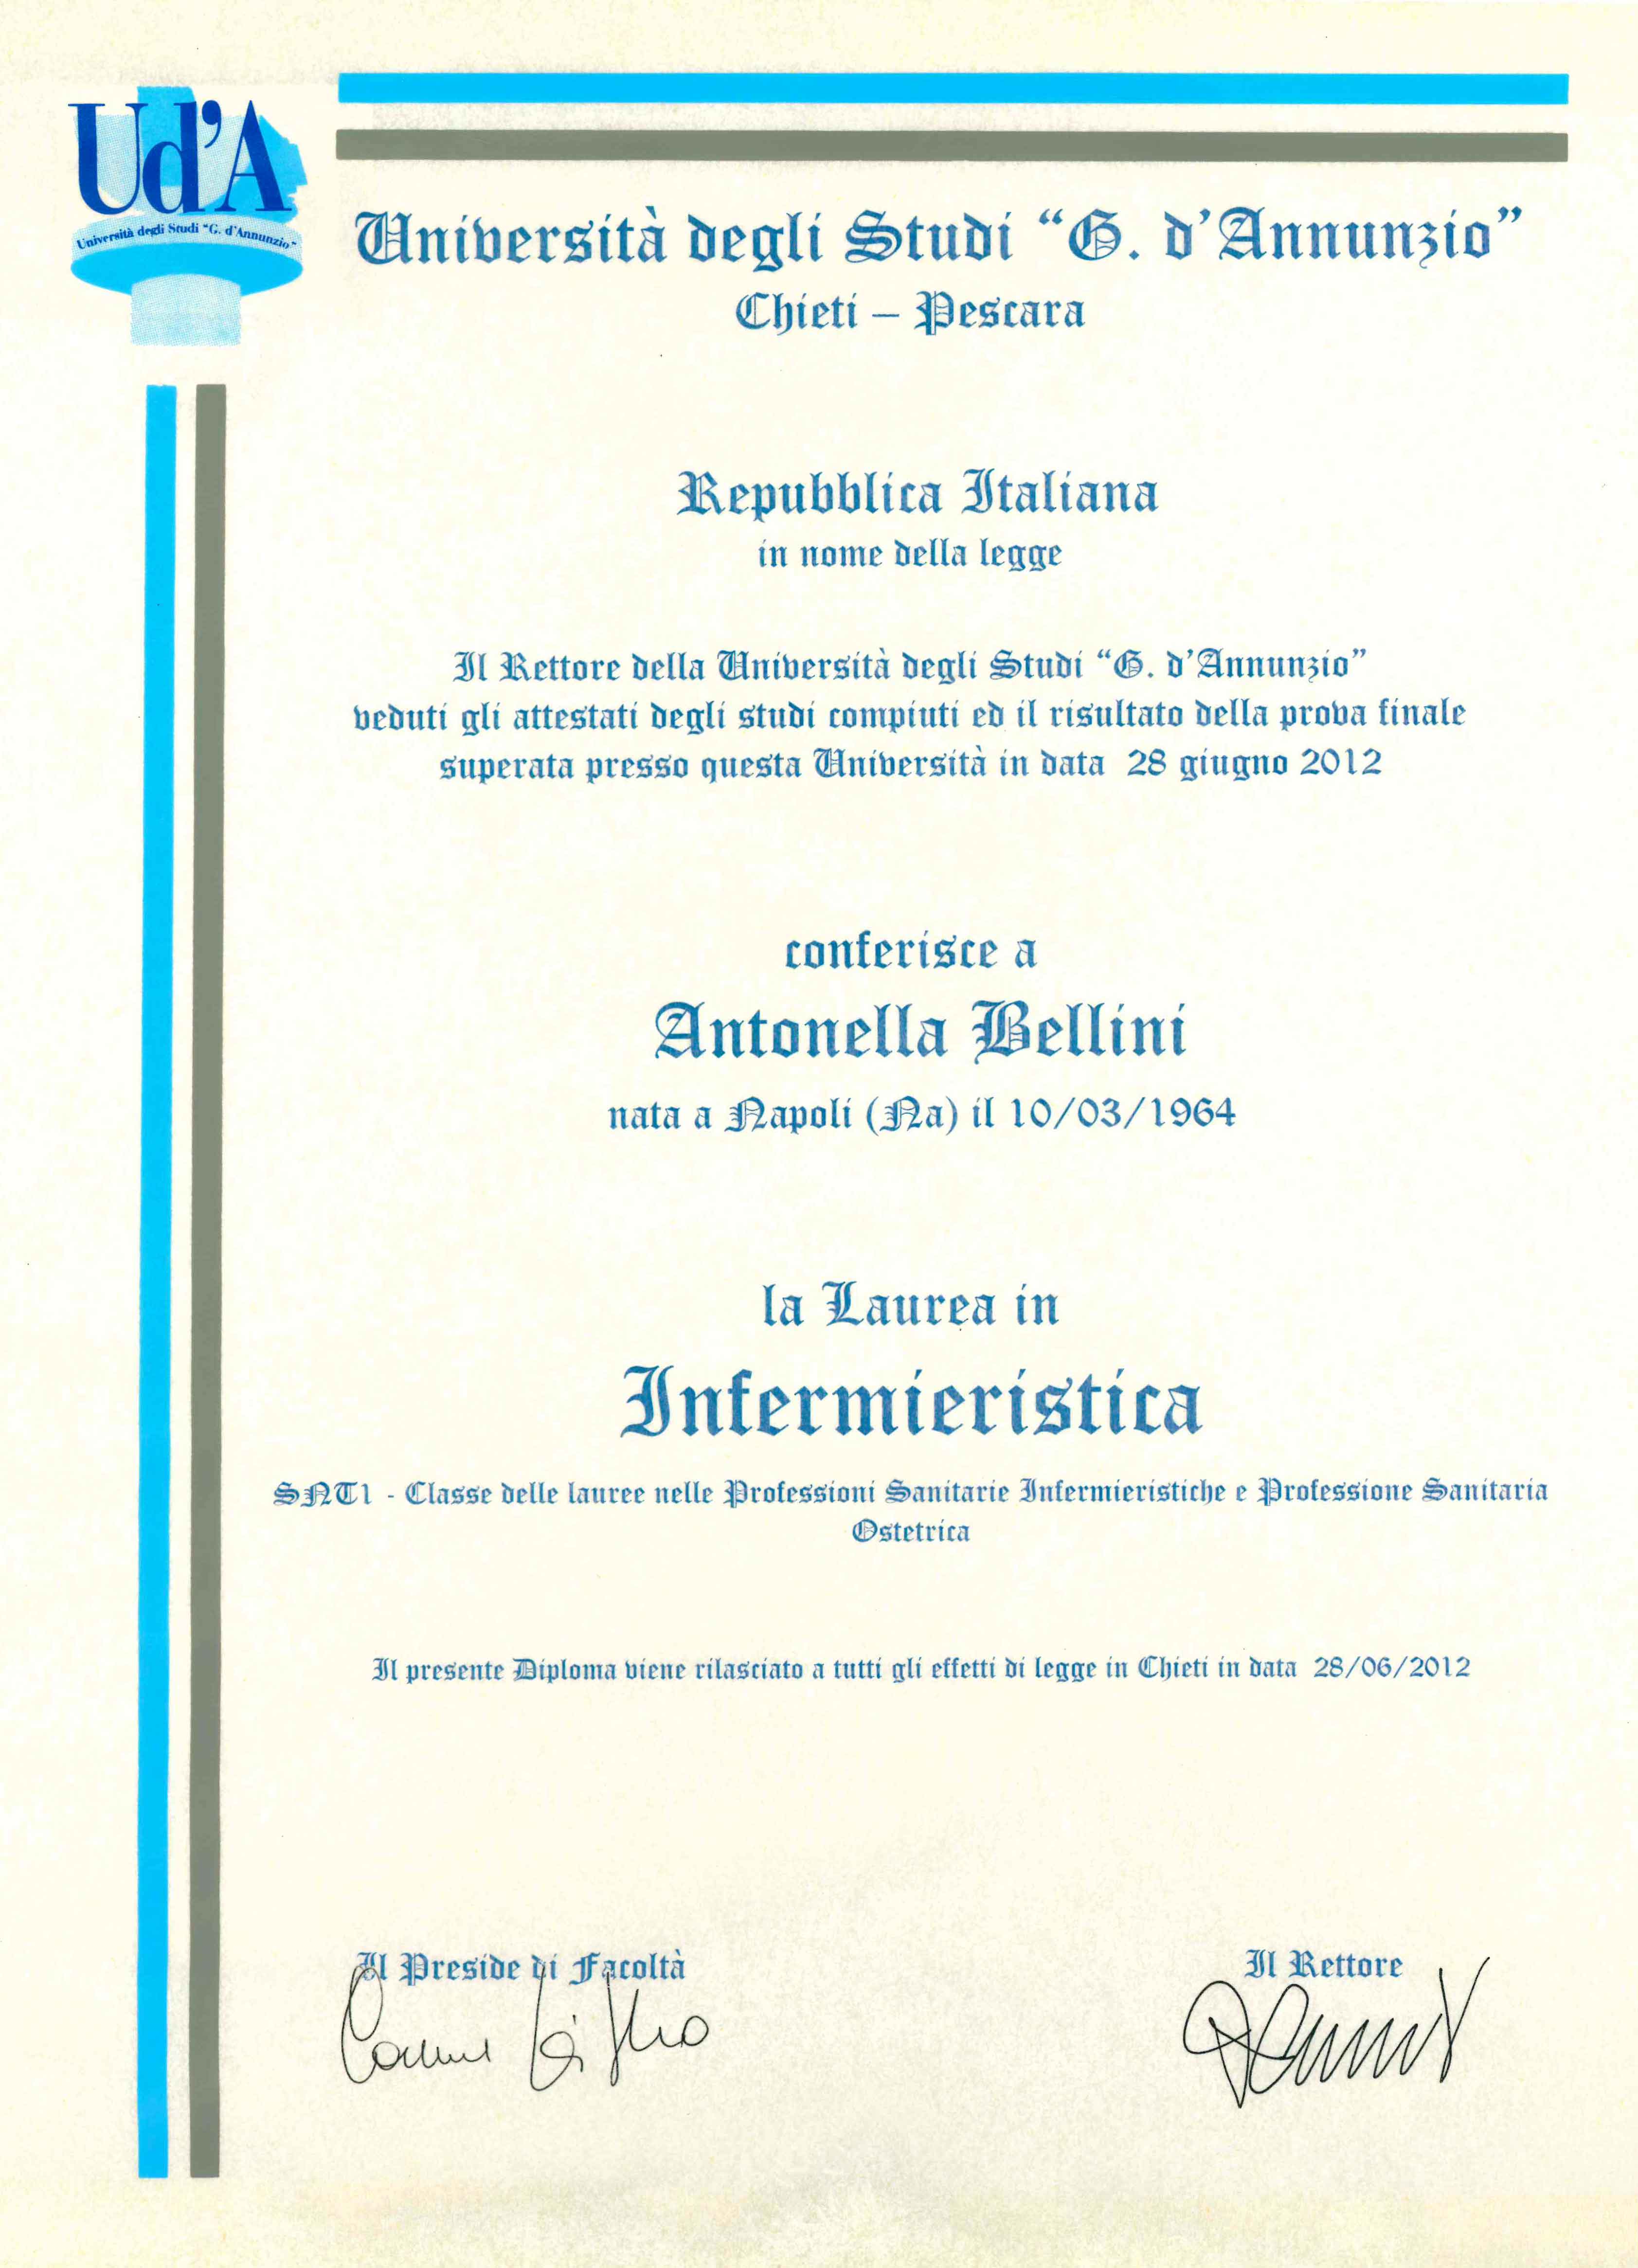 Ud'A
Università degli Studi "G. d'Annunzio"
Università degli Studi “G. d’Annunzio”
Chieti – Pescara
Repubblica Italiana
in nome della legge
Il Rettore della Università degli Studi “G. d’Annunzio”
veduti gli attestati degli studi compiuti ed il risultato della prova finale
superata presso questa Università in data 28 giugno 2012
conferisce a
Antonella Bellini
nata a Napoli (Na) il 10/03/1964
la Laurea in
Infermieristica
SNT1 - Classe delle lauree nelle Professioni Sanitarie Infermieristiche e Professione Sanitaria
Ostetrica
Il presente Diploma viene rilasciato a tutti gli effetti di legge in Chieti in data 28/06/2012
Il Preside di Facoltà
Il Rettore